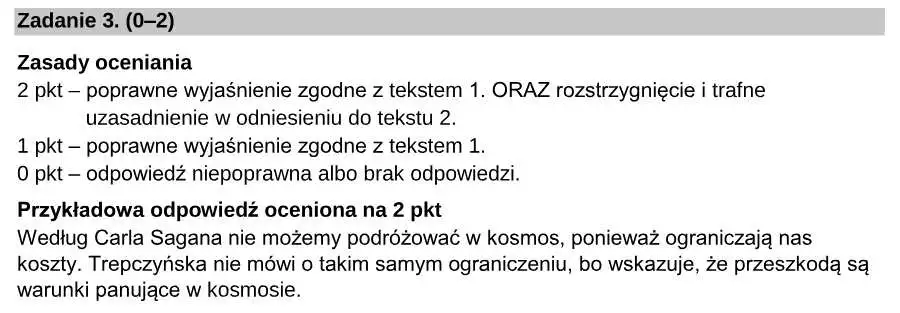 Zadanie 3. (0–2)
Zasady oceniania
2 pkt – poprawne wyjaśnienie zgodne z tekstem 1. ORAZ rozstrzygnięcie i trafne
uzasadnienie w odniesieniu do tekstu 2.
1 pkt – poprawne wyjaśnienie zgodne z tekstem 1.
0 pkt – odpowiedź niepoprawna albo brak odpowiedzi.
Przykładowa odpowiedź oceniona na 2 pkt
Według Carla Sagana nie możemy podróżować w kosmos, ponieważ ograniczają nas
koszty. Trepczyńska nie mówi o takim samym ograniczeniu, bo wskazuje, że przeszkodą są
warunki panujące w kosmosie.